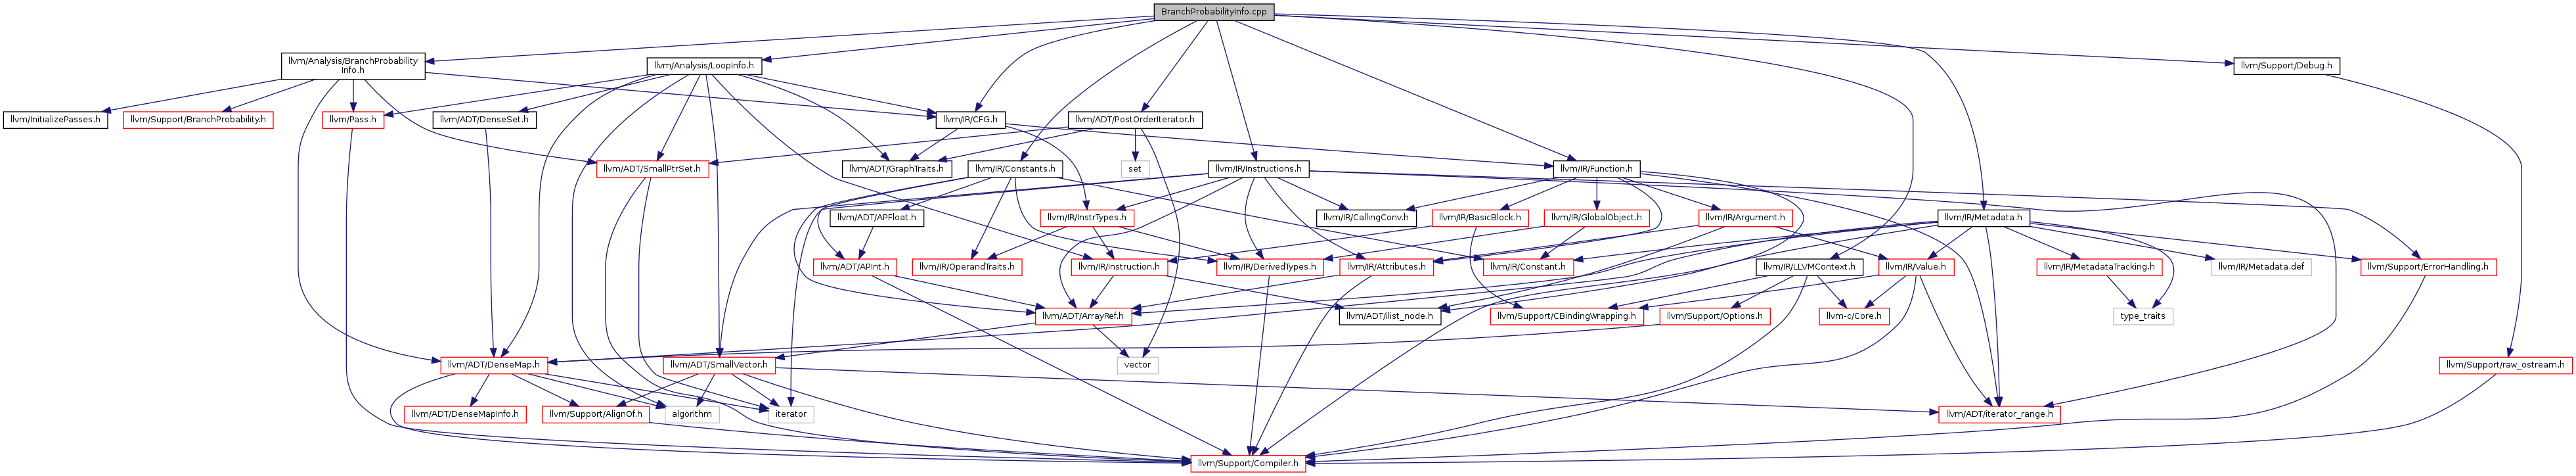 BranchProbabilityInfo.cpp
llvm/Analysis/BranchProbability
Info.h
llvm/Analysis/LoopInfo.h
llvm/Support/Debug.h
llvm/InitializePasses.h
llvm/Support/BranchProbability.h
llvm/Pass.h
llvm/ADT/DenseSet.h
llvm/IR/CFG.h
llvm/ADT/PostOrderIterator.h
llvm/ADT/SmallPtrSet.h
llvm/ADT/GraphTraits.h
llvm/IR/Constants.h
set
llvm/IR/Instructions.h
llvm/IR/Function.h
llvm/ADT/APFloat.h
llvm/IR/InstrTypes.h
llvm/IR/CallingConv.h
llvm/IR/BasicBlock.h
llvm/IR/GlobalObject.h
llvm/IR/Argument.h
llvm/IR/Metadata.h
llvm/ADT/APInt.h
llvm/IR/OperandTraits.h
llvm/IR/Instruction.h
llvm/IR/DerivedTypes.h
llvm/IR/Attributes.h
llvm/IR/Constant.h
llvm/IR/LLVMContext.h
llvm/IR/Value.h
llvm/IR/MetadataTracking.h
llvm/IR/Metadata.def
llvm/Support/ErrorHandling.h
llvm/ADT/ArrayRef.h
llvm/ADT/ilist_node.h
llvm/Support/CBindingWrapping.h
llvm/Support/Options.h
llvm-c/Core.h
type_traits
llvm/ADT/DenseMap.h
llvm/ADT/SmallVector.h
vector
llvm/Support/raw_ostream.h
llvm/ADT/DenseMapInfo.h
llvm/Support/AlignOf.h
algorithm
iterator
llvm/ADT/iterator_range.h
llvm/Support/Compiler.h